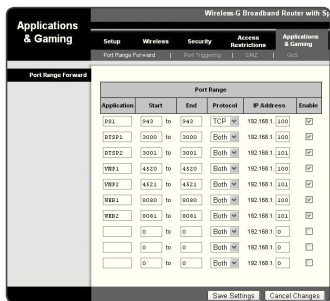 Wireless-G Broadband Router with Sp
Applications & Gaming
Setup Wireless Security Access Restrictions Applications & Gaming
Port Range Forward | Port Triggering | DMZ | QoS
Port Range Forward
Port Range
Application Start End Protocol IP Address Enable
PS1 943 to 943 TCP 192.168.1. 100
RTSP1 3000 to 3000 Both 192.168.1. 100
RTSP2 3001 to 3001 Both 192.168.1. 101
VNP1 4520 to 4520 Both 192.168.1. 100
VNP2 4521 to 4521 Both 192.168.1. 101
WEB1 8080 to 8080 Both 192.168.1. 100
WEB2 8081 to 8081 Both 192.168.1. 101
0 to 0 Both 192.168.1. 0
0 to 0 Both 192.168.1. 0
0 to 0 Both 192.168.1. 0
Save Settings Cancel Changes